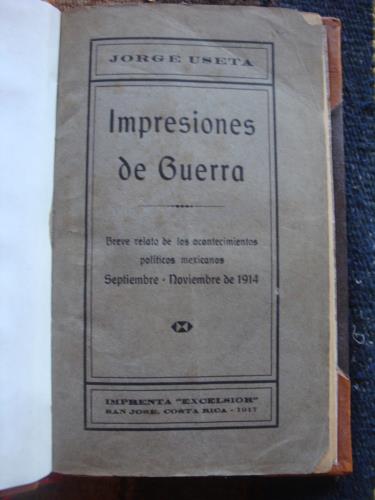 JORGE USETA
Impresiones
de Guerra
Breve relato de los acontecimientos
políticos mexicanos
Septiembre - Noviembre de 1914
IMPRENTA "EXCELSIOR"
SAN JOSE, COSTA RICA - 1917